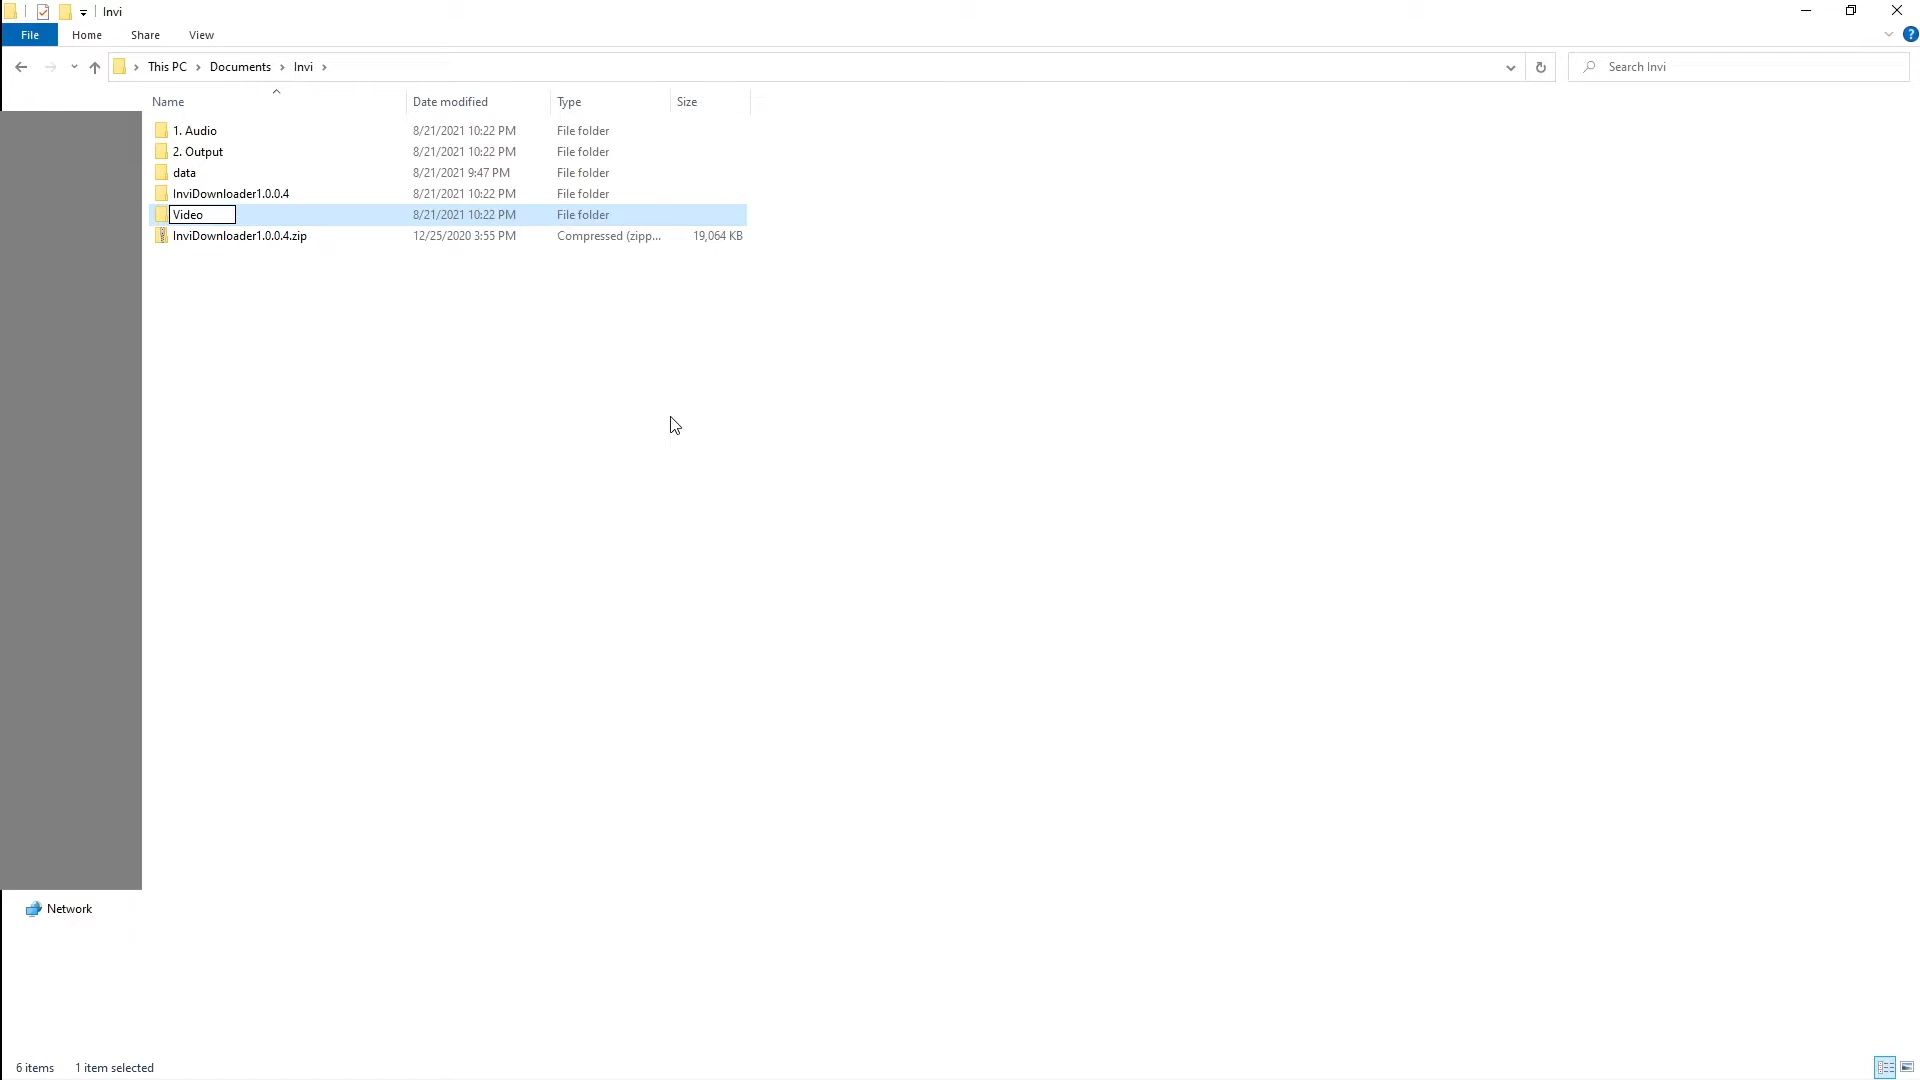 Invi
File Home Share View
This PC Documents Invi Search Invi
Name Date modified Type Size
1. Audio 8/21/2021 10:22 PM File folder
2. Output 8/21/2021 10:22 PM File folder
data 8/21/2021 9:47 PM File folder
InviDownloader1.0.0.4 8/21/2021 10:22 PM File folder
Video 8/21/2021 10:22 PM File folder
InviDownloader1.0.0.4.zip 12/25/2020 3:55 PM Compressed (zipp... 19,064 KB
Network
6 items 1 item selected